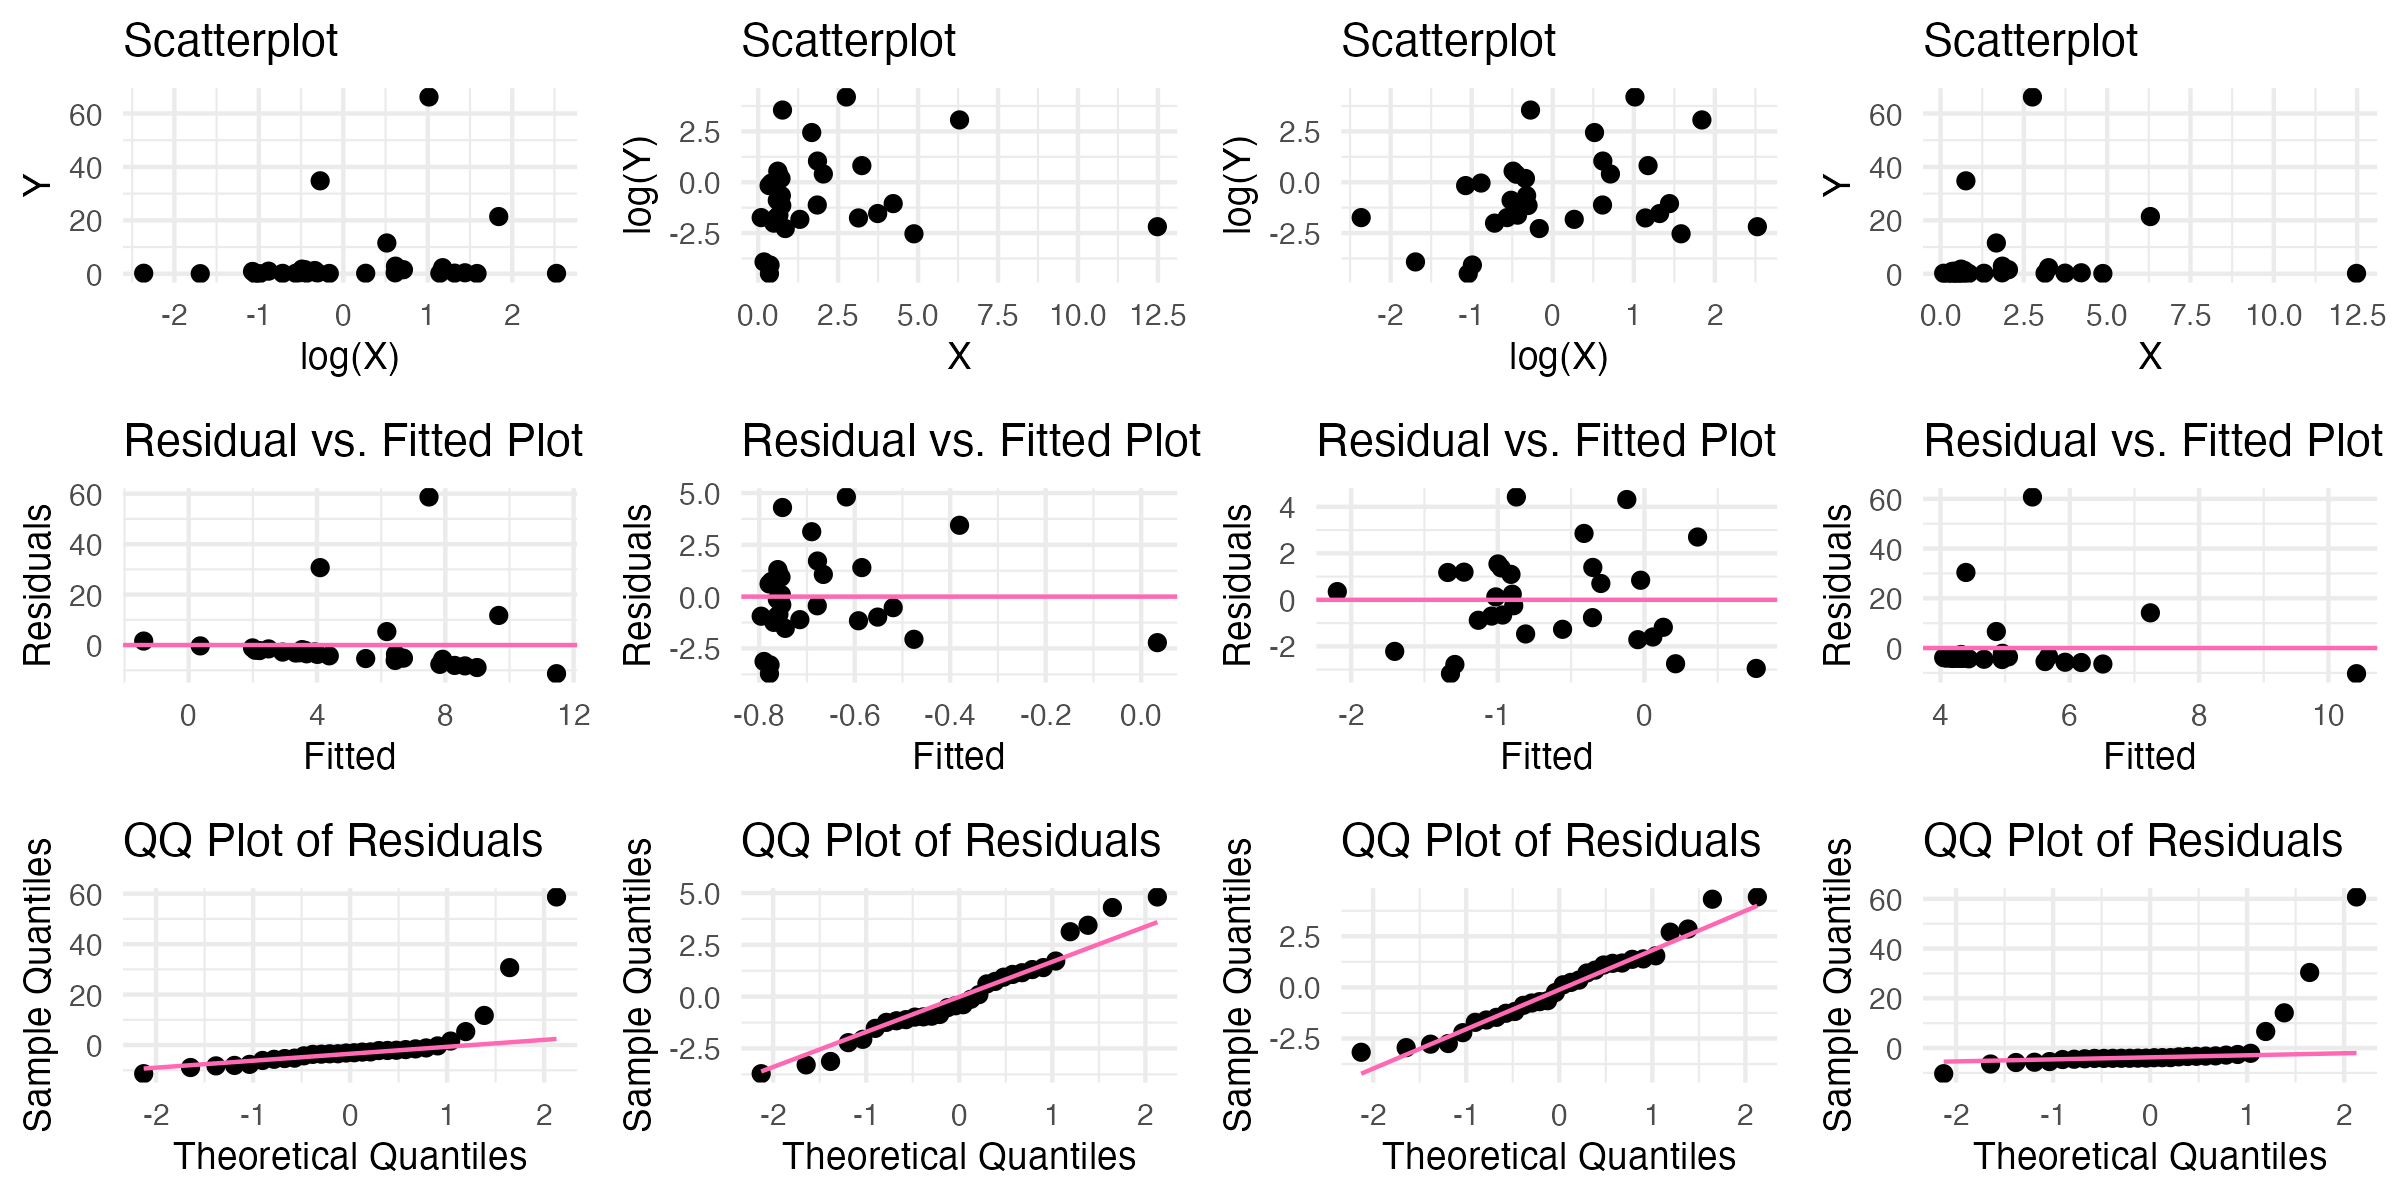 Scatterplot
Y
60
40
20
0
-2 -1 0 1 2
log(X)
Scatterplot
log(Y)
2.5
0.0
-2.5
0.0 2.5 5.0 7.5 10.0 12.5
X
Scatterplot
log(Y)
2.5
0.0
-2.5
-2 -1 0 1 2
log(X)
Scatterplot
Y
60
40
20
0
0.0 2.5 5.0 7.5 10.0 12.5
X
Residual vs. Fitted Plot
Residuals
60
40
20
0
0 4 8 12
Fitted
Residual vs. Fitted Plot
Residuals
5.0
2.5
0.0
-2.5
-0.8 -0.6 -0.4 -0.2 0.0
Fitted
Residual vs. Fitted Plot
Residuals
4
2
0
-2
-2 -1 0
Fitted
Residual vs. Fitted Plot
Residuals
60
40
20
0
4 6 8 10
Fitted
QQ Plot of Residuals
Sample Quantiles
60
40
20
0
-2 -1 0 1 2
Theoretical Quantiles
QQ Plot of Residuals
Sample Quantiles
5.0
2.5
0.0
-2.5
-2 -1 0 1 2
Theoretical Quantiles
QQ Plot of Residuals
Sample Quantiles
2.5
0.0
-2.5
-2 -1 0 1 2
Theoretical Quantiles
QQ Plot of Residuals
Sample Quantiles
60
40
20
0
-2 -1 0 1 2
Theoretical Quantiles